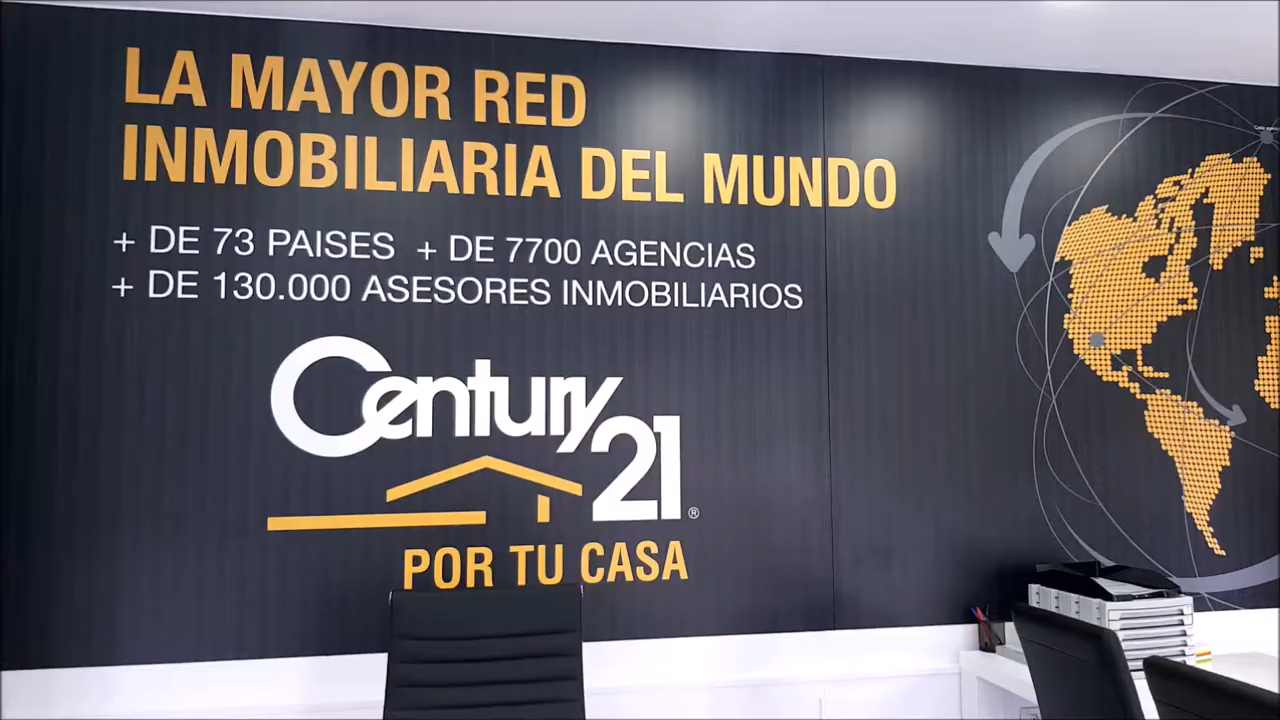 LA MAYOR RED
INMOBILIARIA DEL MUNDO
+ DE 73 PAISES + DE 7700 AGENCIAS
+ DE 130.000 ASESORES INMOBILIARIOS
Century
21®
POR TU CASA